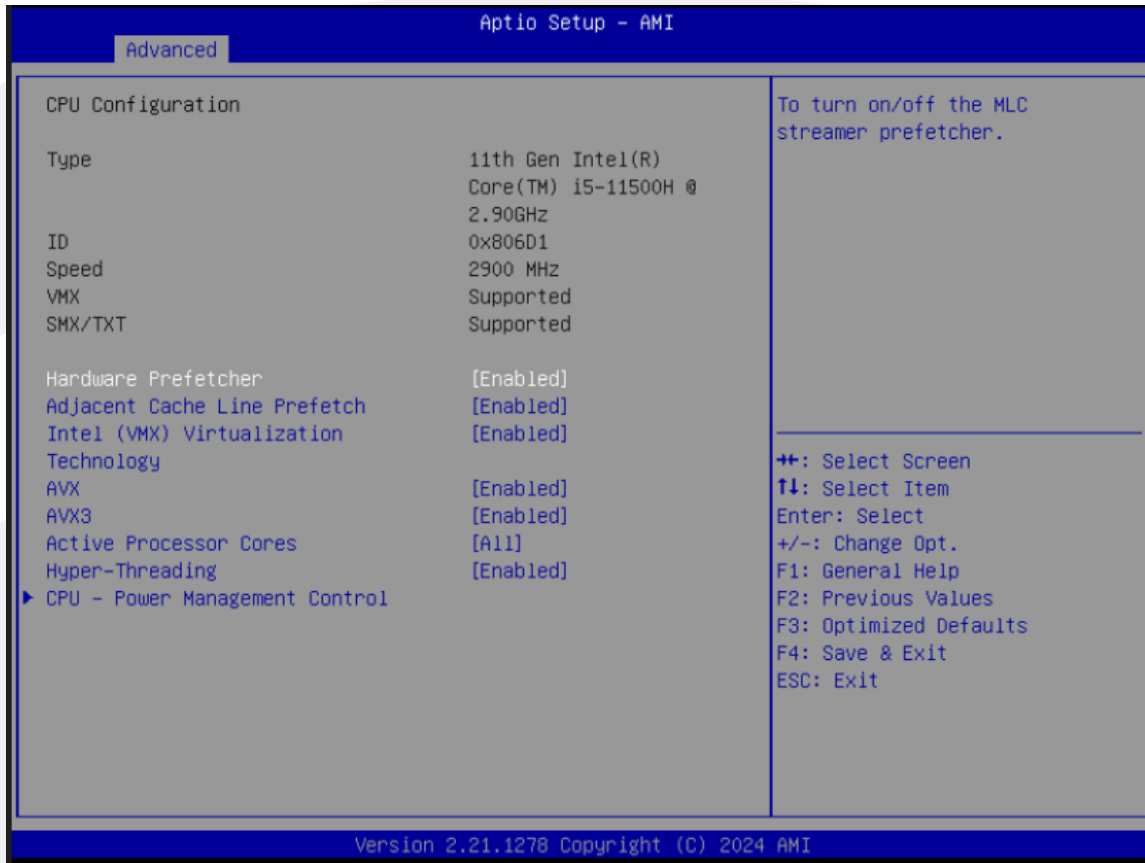 Aptio Setup - AMI
Advanced
CPU Configuration
Type 11th Gen Intel(R)
Core(TM) i5-11500H @
2.90GHz
ID 0x806D1
Speed 2900 MHz
VMX Supported
SMX/TXT Supported
Hardware Prefetcher [Enabled]
Adjacent Cache Line Prefetch [Enabled]
Intel (VMX) Virtualization [Enabled]
Technology
AVX [Enabled]
AVX3 [Enabled]
Active Processor Cores [All]
Hyper-Threading [Enabled]
CPU - Power Management Control
To turn on/off the MLC
streamer prefetcher.
→←: Select Screen
↑↓: Select Item
Enter: Select
+/-: Change Opt.
F1: General Help
F2: Previous Values
F3: Optimized Defaults
F4: Save & Exit
ESC: Exit
Version 2.21.1278 Copyright (C) 2024 AMI